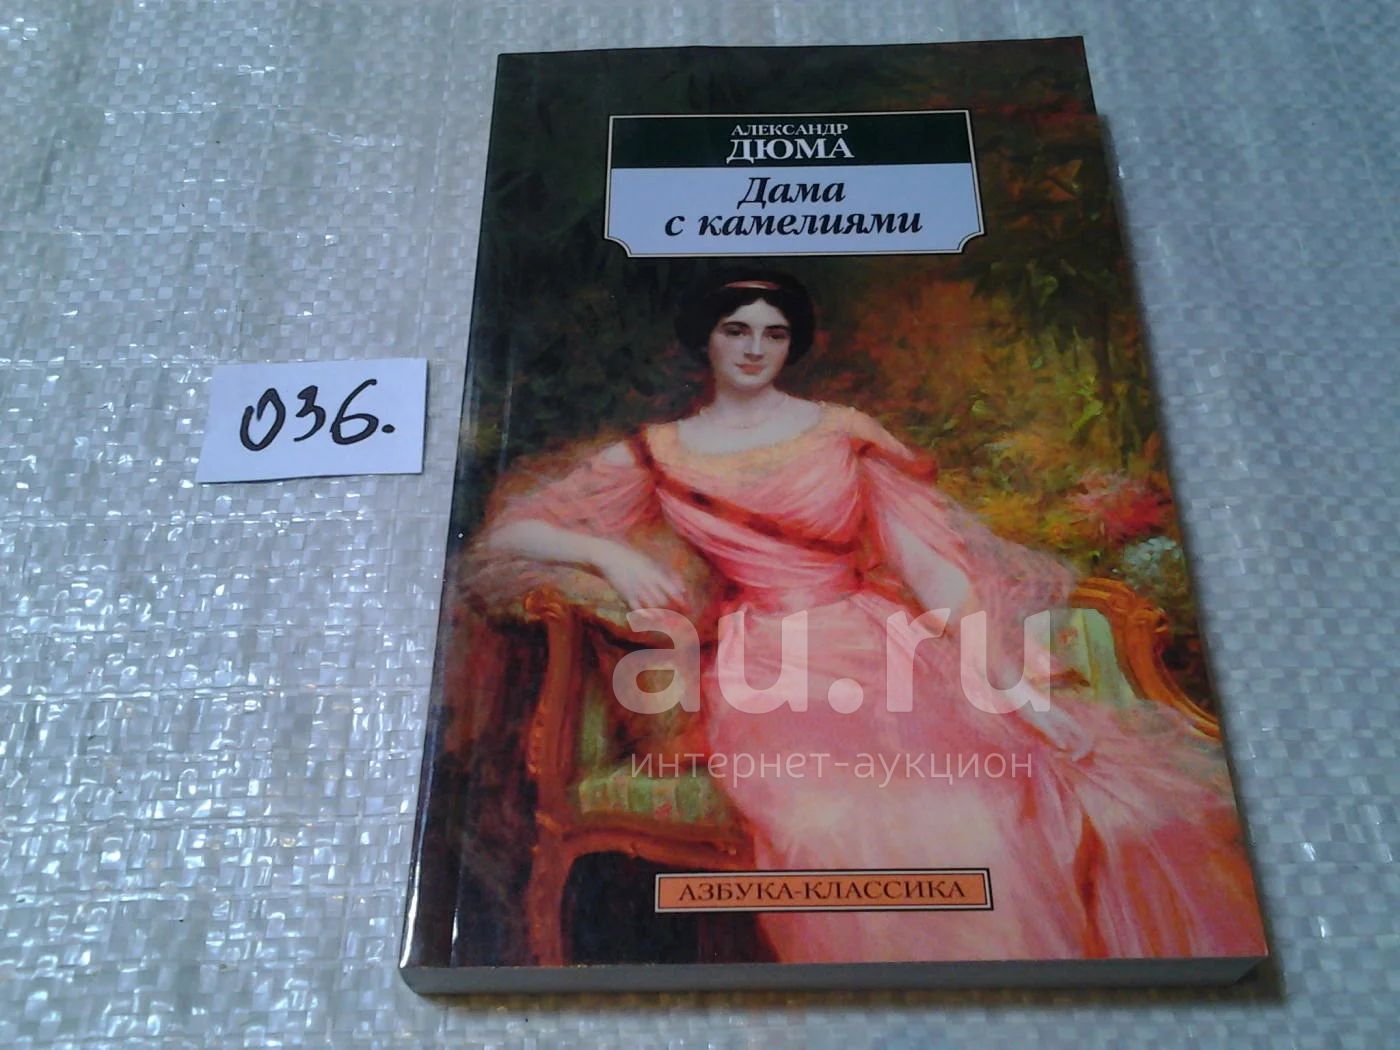 АЛЕКСАНДР
ДЮМА
Дама
с камелиями
036.
au.ru
интернет-аукцион
АЗБУКА-КЛАССИКА